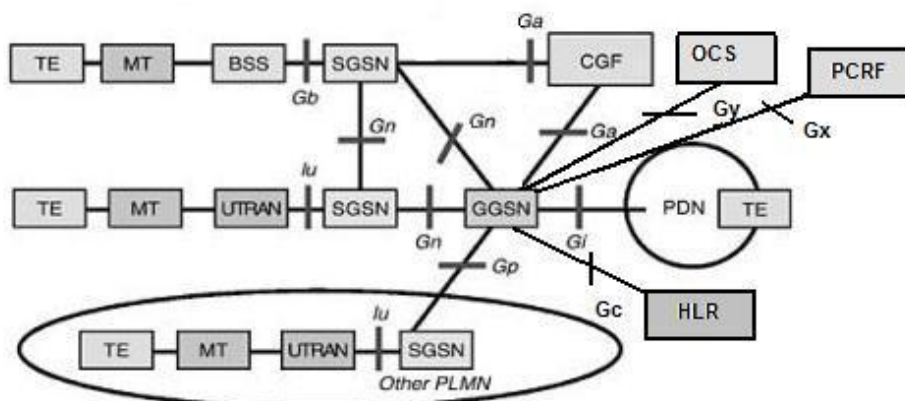 Ga
OCS
PCRF
TE MT BSS SGSN CGF
Gb
Gn Gn Ga Gy Gx
Iu
TE MT UTRAN SGSN GGSN PDN TE
Gn Gi
Gp
Gc HLR
Iu
TE MT UTRAN SGSN
Other PLMN